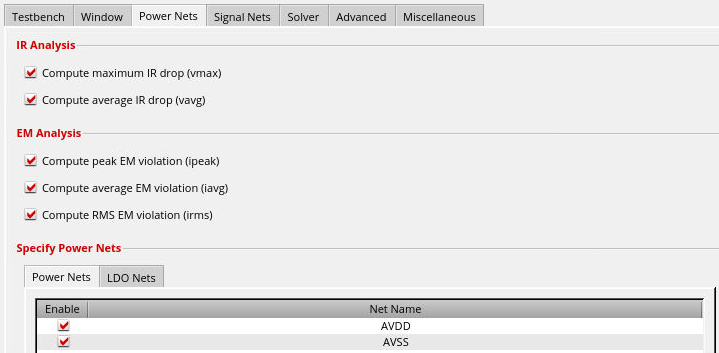 Testbench Window Power Nets Signal Nets Solver Advanced Miscellaneous
IR Analysis
Compute maximum IR drop (vmax)
Compute average IR drop (vavg)
EM Analysis
Compute peak EM violation (ipeak)
Compute average EM violation (iavg)
Compute RMS EM violation (irms)
Specify Power Nets
Power Nets LDO Nets
Enable Net Name
AVDD
AVSS